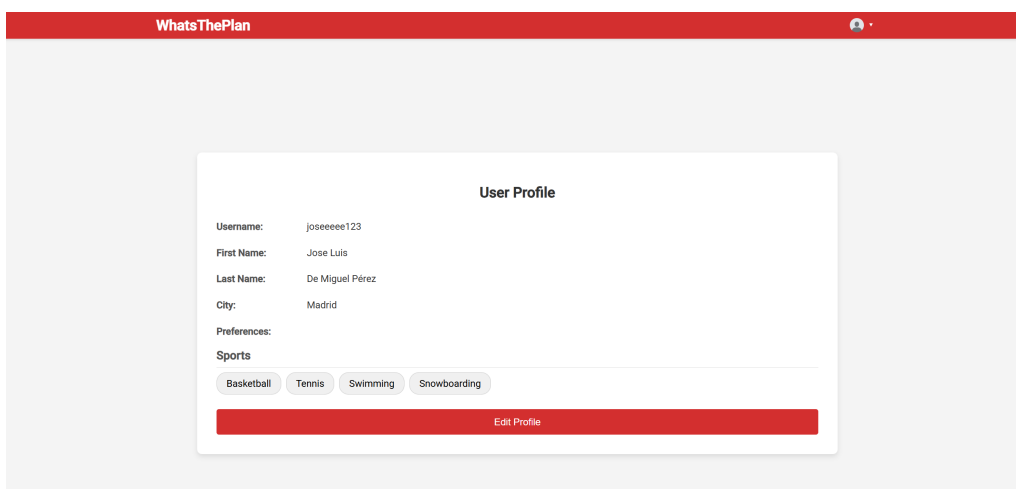 WhatsThePlan
User Profile
Username: joseeeee123
First Name: Jose Luis
Last Name: De Miguel Pérez
City: Madrid
Preferences:
Sports
Basketball Tennis Swimming Snowboarding
Edit Profile